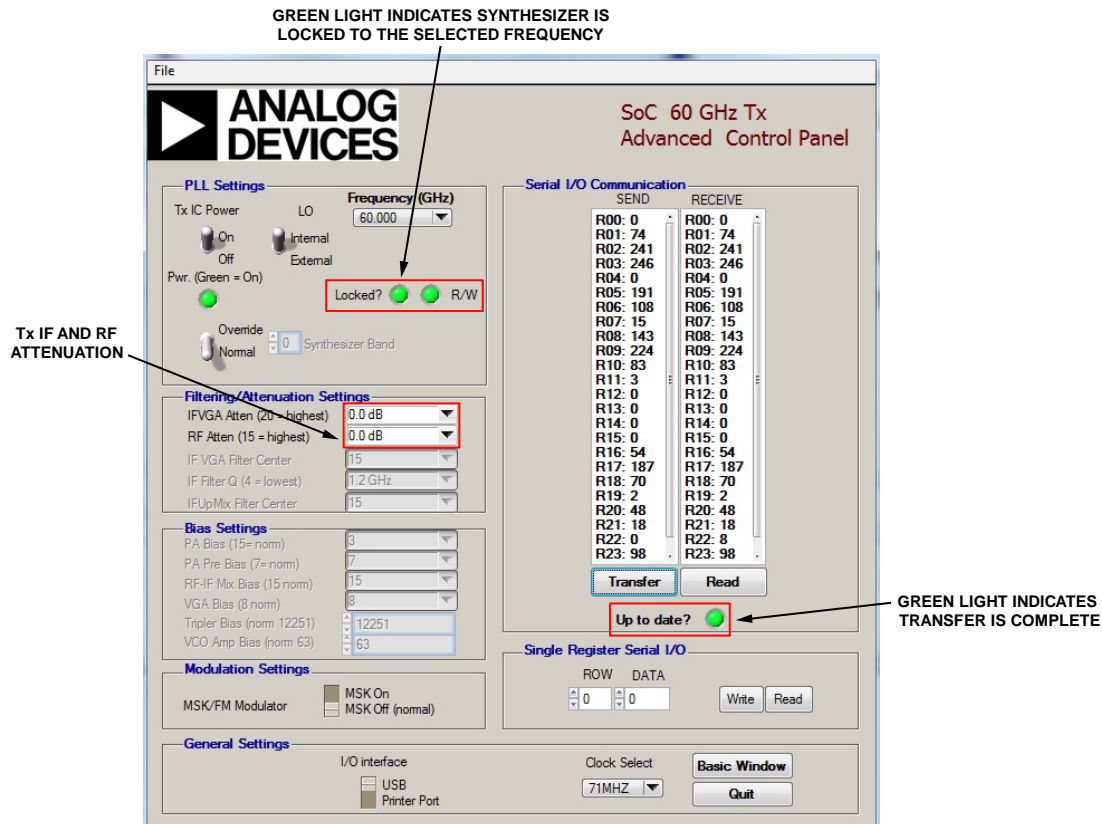 GREEN LIGHT INDICATES SYNTHESIZER IS
LOCKED TO THE SELECTED FREQUENCY
File
ANALOG
DEVICES
SoC 60 GHz Tx
Advanced Control Panel
PLL Settings
Tx IC Power
On
Off
LO
Internal
External
Frequency (GHz)
60.000
Pwr. (Green = On)
Locked?
R/W
Override
Normal
0
Synthesizer Band
Tx IF AND RF
ATTENUATION
Filtering/Attenuation Settings
IFVGA Atten (20 = highest) 0.0 dB
RF Atten (15 = highest) 0.0 dB
IF VGA Filter Center 15
IF Filter Q (4 = lowest) 1.2 GHz
IFUpMix Filter Center 15
Bias Settings
PA Bias (15= norm) 3
PA Pre Bias (7= norm) 7
RF-IF Mix Bias (15 norm) 15
VGA Bias (8 norm) 8
Tripler Bias (norm 12251) 12251
VCO Amp Bias (norm 63) 63
Modulation Settings
MSK/FM Modulator
MSK On
MSK Off (normal)
Serial I/O Communication
SEND RECEIVE
R00: 0 R00: 0
R01: 74 R01: 74
R02: 241 R02: 241
R03: 246 R03: 246
R04: 0 R04: 0
R05: 191 R05: 191
R06: 108 R06: 108
R07: 15 R07: 15
R08: 143 R08: 143
R09: 224 R09: 224
R10: 83 R10: 83
R11: 3 R11: 3
R12: 0 R12: 0
R13: 0 R13: 0
R14: 0 R14: 0
R15: 0 R15: 0
R16: 54 R16: 54
R17: 187 R17: 187
R18: 70 R18: 70
R19: 2 R19: 2
R20: 48 R20: 48
R21: 18 R21: 18
R22: 0 R22: 8
R23: 98 R23: 98
Transfer Read
Up to date?
GREEN LIGHT INDICATES
TRANSFER IS COMPLETE
Single Register Serial I/O
ROW DATA
0 0 Write Read
General Settings
I/O interface
USB
Printer Port
Clock Select
71MHZ
Basic Window
Quit